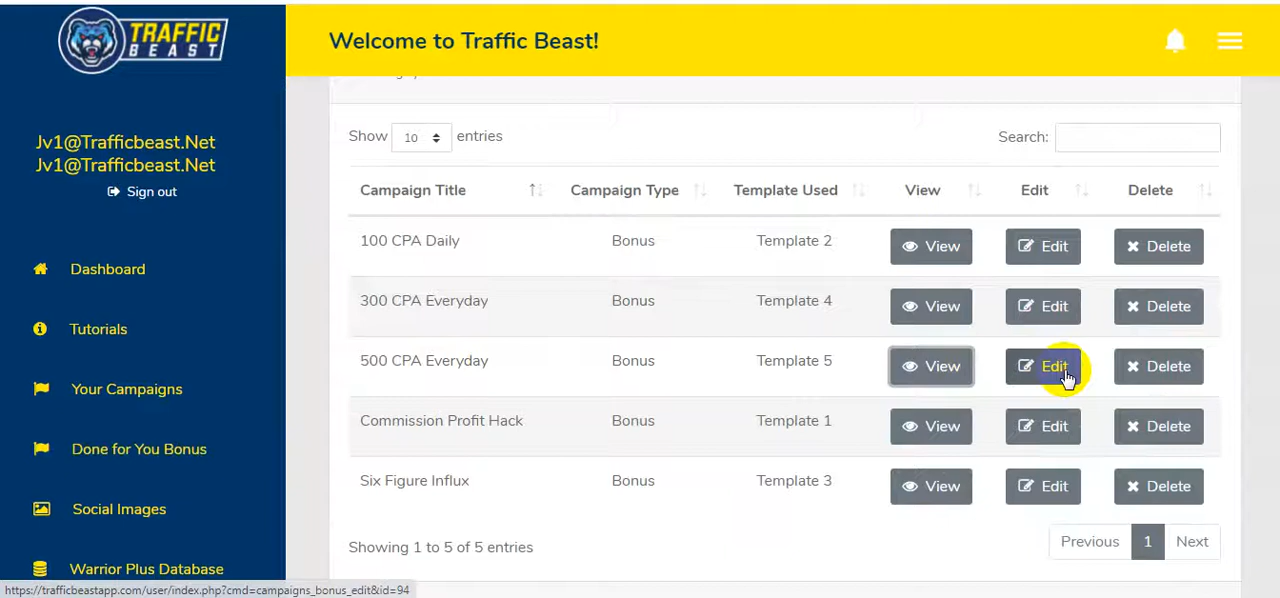 TRAFFIC
BEAST
Welcome to Traffic Beast!
Jv1@Trafficbeast.Net
Jv1@Trafficbeast.Net
Sign out
Dashboard
Tutorials
Your Campaigns
Done for You Bonus
Social Images
Warrior Plus Database
Show 10 entries
Search:
Campaign Title Campaign Type Template Used View Edit Delete
100 CPA Daily Bonus Template 2 View Edit Delete
300 CPA Everyday Bonus Template 4 View Edit Delete
500 CPA Everyday Bonus Template 5 View Edit Delete
Commission Profit Hack Bonus Template 1 View Edit Delete
Six Figure Influx Bonus Template 3 View Edit Delete
Showing 1 to 5 of 5 entries
Previous 1 Next
https://trafficbeastapp.com/user/index.php?cmd=campaigns_bonus_edit&id=94